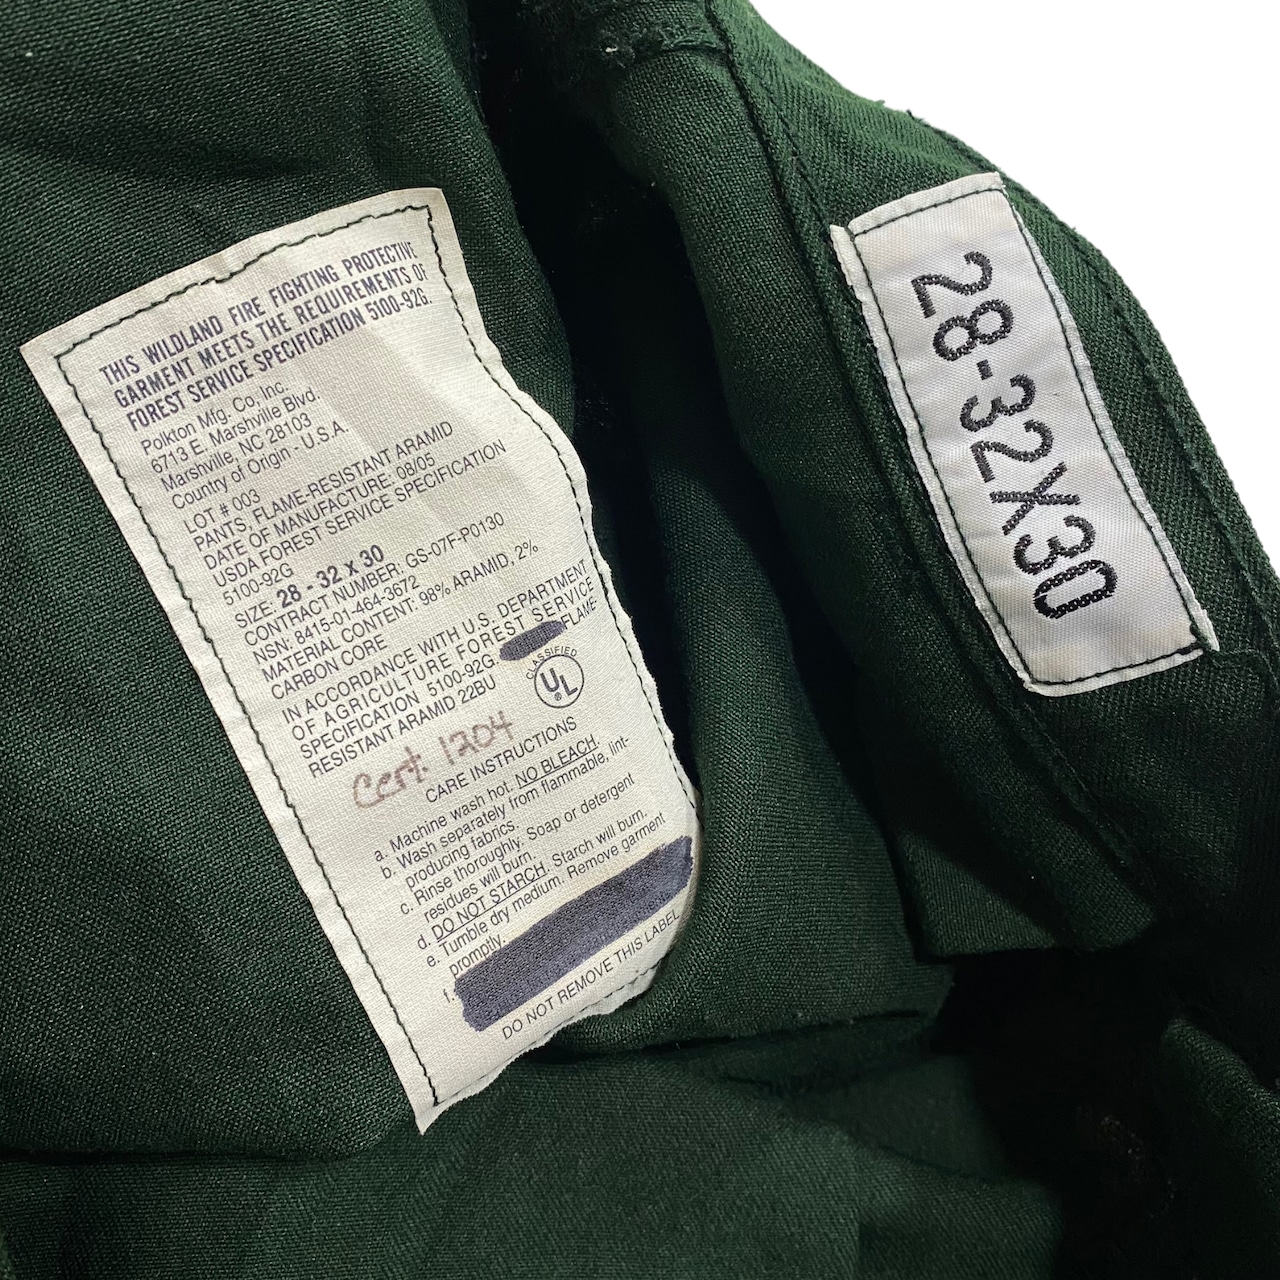 THIS WILDLAND FIRE FIGHTING PROTECTIVE
GARMENT MEETS THE REQUIREMENTS OF
FOREST SERVICE SPECIFICATION 5100-92G.
Polkton Mfg. Co, Inc.
6713 E. Marshville Blvd.
Marshville, NC 28103
Country of Origin - U.S.A.
LOT # 003
PANTS, FLAME-RESISTANT ARAMID
DATE OF MANUFACTURE: 08/05
USDA FOREST SERVICE SPECIFICATION
5100-92G
SIZE: 28 - 32 X 30
CONTRACT NUMBER: GS-07F-P0130
NSN: 8415-01-464-3672
MATERIAL CONTENT: 98% ARAMID, 2%
CARBON CORE
IN ACCORDANCE WITH U.S. DEPARTMENT
OF AGRICULTURE FOREST SERVICE
SPECIFICATION 5100-92G. FLAME-
RESISTANT ARAMID 22BU
CLASSIFIED
UL
®
Cert. 1204
CARE INSTRUCTIONS
a. Machine wash hot. NO BLEACH.
b. Wash separately from flammable, lint-
producing fabrics.
c. Rinse thoroughly. Soap or detergent
residues will burn.
d. DO NOT STARCH. Starch will burn.
e. Tumble dry medium. Remove garment
promptly.
f.
DO NOT REMOVE THIS LABEL
28-32X30